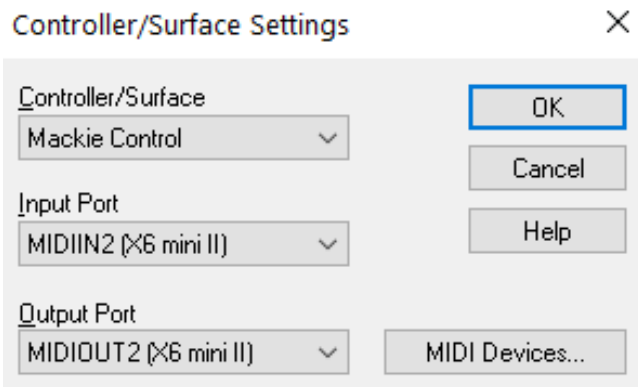 Controller/Surface Settings
Controller/Surface
OK
Mackie Control
Cancel
Input Port
MIDIIN2 (X6 mini II)
Help
Output Port
MIDIOUT2 (X6 mini II)
MIDI Devices...